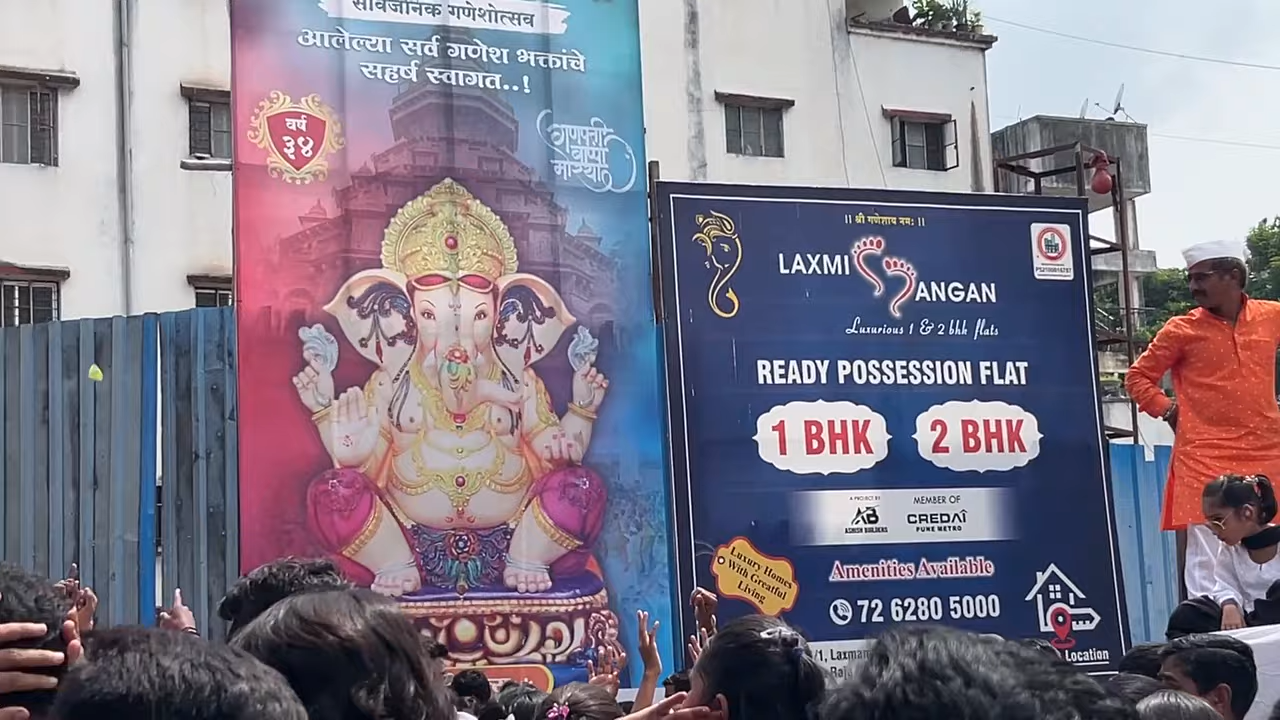 सार्वजनिक गणेशोत्सव
आलेल्या सर्व गणेश भक्तांचे
सहर्ष स्वागत..!
वर्ष
३४
गणपती
बाप्पा
मोरया
।। श्री गणेशाय नमः ।।
LAXMI ANGAN
Luxurious 1 & 2 bhk flats
READY POSSESSION FLAT
1 BHK
2 BHK
A PROJECT BY
AB
ASHISH BUILDERS
MEMBER OF
CREDAI
PUNE METRO
Luxury Homes
With Greatful
Living
Amenities Available
72 6280 5000
Location
/1, Laxman